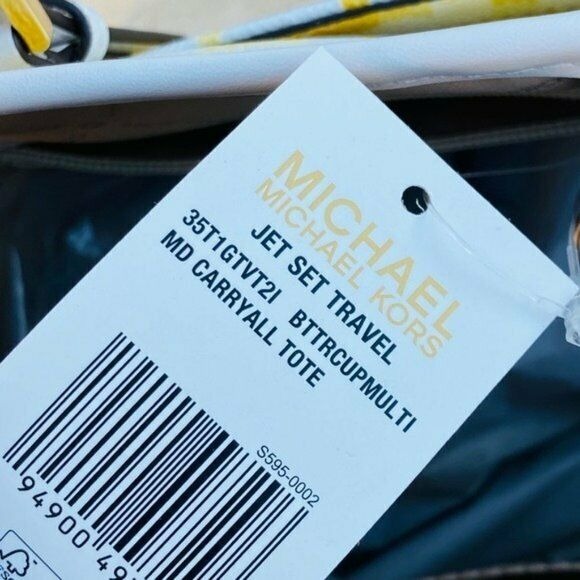 MICHAEL
MICHAEL KORS
JET SET TRAVEL
35T1GTVT2I BTTRCUPMULTI
MD CARRYALL TOTE
S595-0002
94900